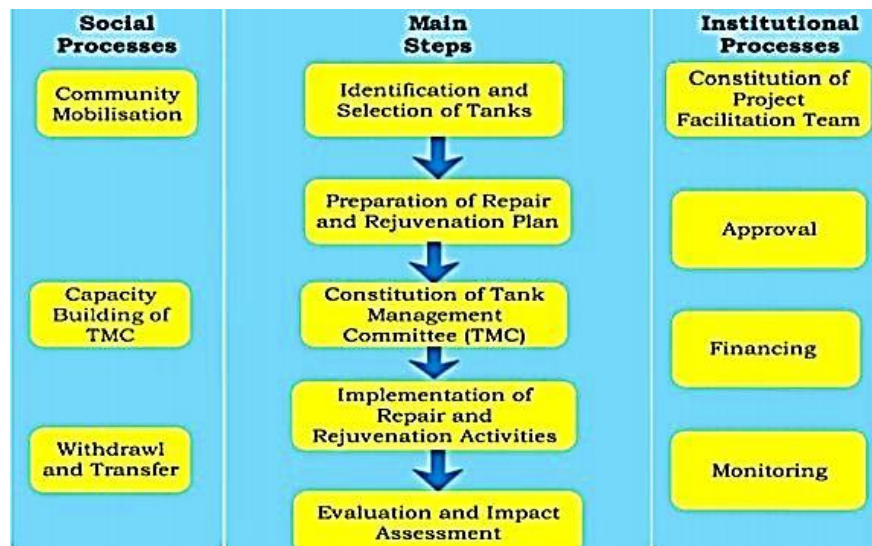 Social
Processes
Community
Mobilisation
Capacity
Building of
TMC
Withdrawl
and Transfer
Main
Steps
Identification and
Selection of Tanks
Preparation of Repair
and Rejuvenation Plan
Constitution of Tank
Management
Committee (TMC)
Implementation of
Repair and
Rejuvenation Activities
Evaluation and Impact
Assessment
Institutional
Processes
Constitution of
Project
Facilitation Team
Approval
Financing
Monitoring